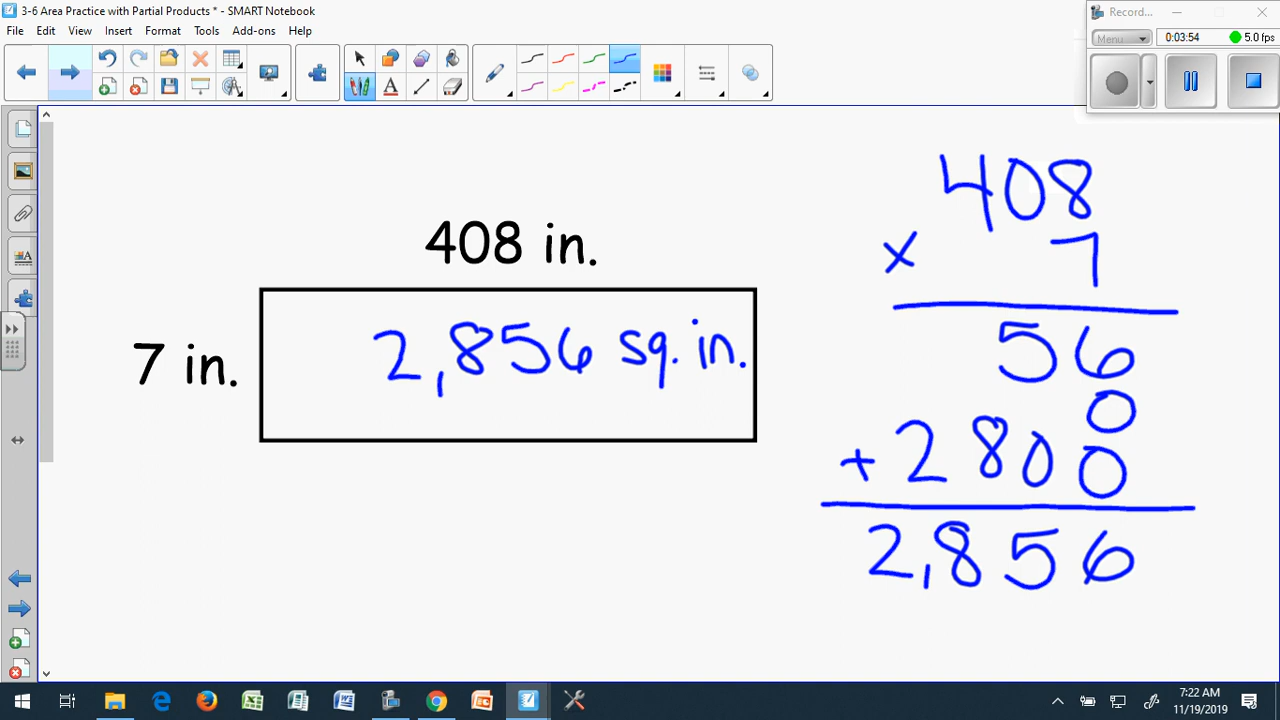 3-6 Area Practice with Partial Products * - SMART Notebook
File Edit View Insert Format Tools Add-ons Help
Record...
Menu
0:03:54
5.0 fps
408 in.
7 in.
2,856 sq. in.
408
x 7
56
0
+ 2800
2,856
7:22 AM
11/19/2019